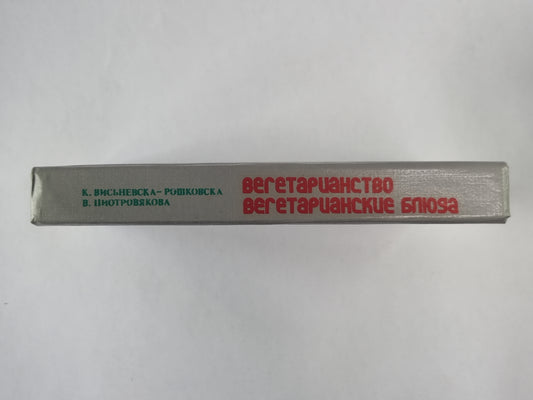 К. ВИСЬНЕВСКА-РОШКОВСКА
В. ПИОТРОВЯКОВА
ВЕГЕТАРИАНСТВО
ВЕГЕТАРИАНСКИЕ БЛЮДА